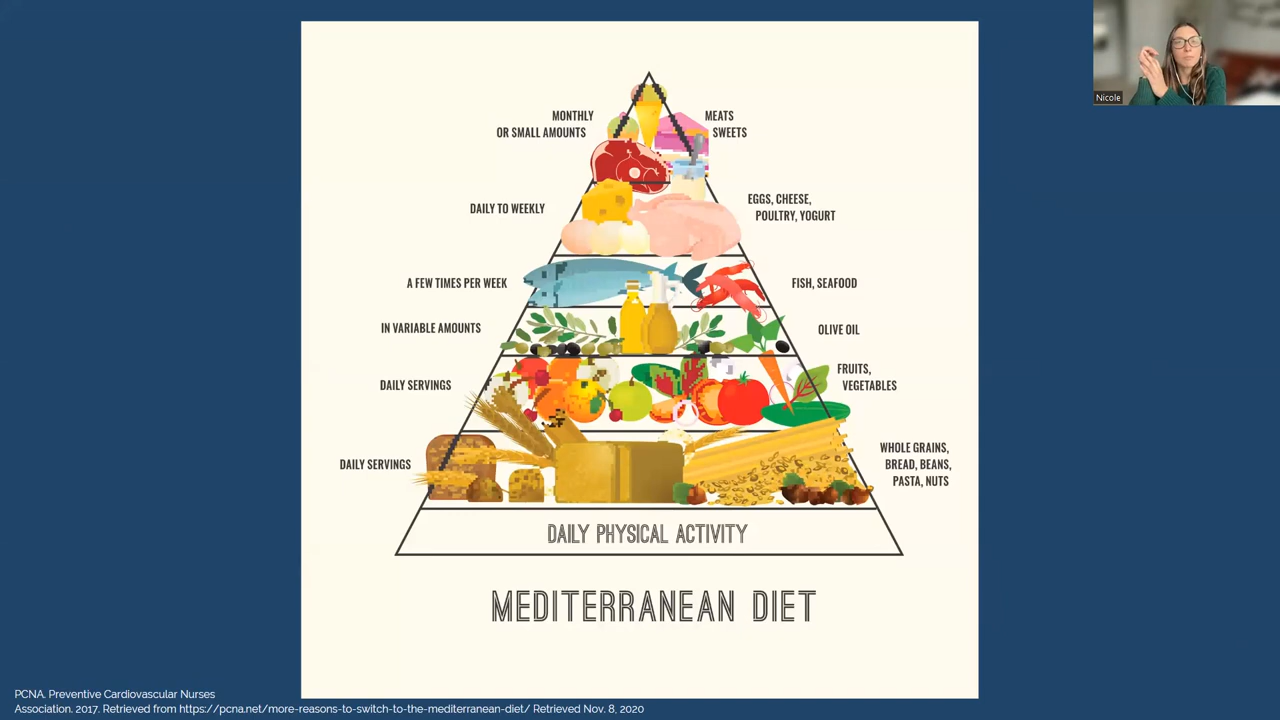 Nicole
MONTHLY
OR SMALL AMOUNTS
MEATS
SWEETS
DAILY TO WEEKLY
EGGS, CHEESE,
POULTRY, YOGURT
A FEW TIMES PER WEEK
FISH, SEAFOOD
IN VARIABLE AMOUNTS
OLIVE OIL
DAILY SERVINGS
FRUITS,
VEGETABLES
DAILY SERVINGS
WHOLE GRAINS,
BREAD, BEANS,
PASTA, NUTS
DAILY PHYSICAL ACTIVITY
MEDITERRANEAN DIET
PCNA. Preventive Cardiovascular Nurses
Association. 2017. Retrieved from https://pcna.net/more-reasons-to-switch-to-the-mediterranean-diet/ Retrieved Nov. 8, 2020